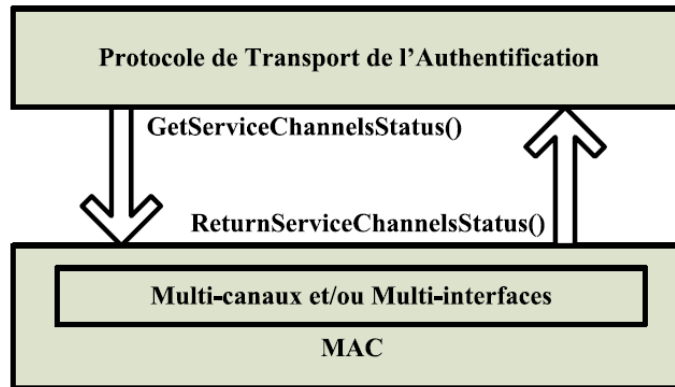 Protocole de Transport de l'Authentification
GetServiceChannelsStatus()
ReturnServiceChannelsStatus()
Multi-canaux et/ou Multi-interfaces
MAC